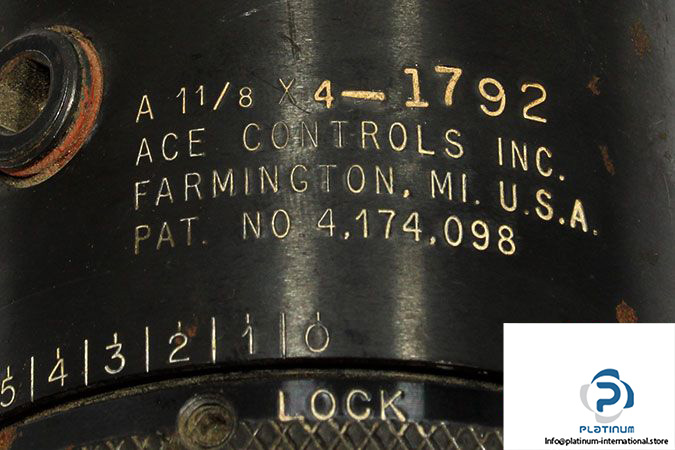 A 11/8 X 4-1792
ACE CONTROLS INC.
FARMINGTON, MI. U.S.A.
PAT. NO 4,174,098
5 4 3 2 1 0
LOCK
PLATINUM
Info@platinum-international.store